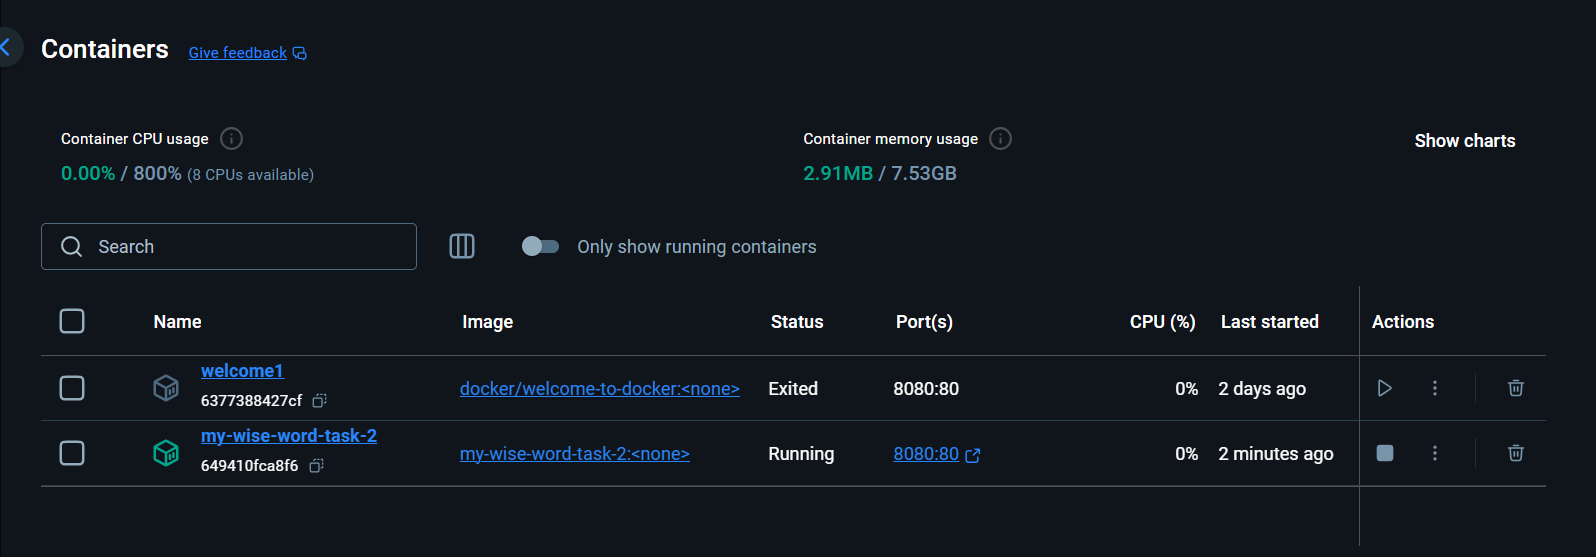 Containers Give feedback
Container CPU usage
0.00% / 800% (8 CPUs available)
Container memory usage
2.91MB / 7.53GB
Show charts
Search
Only show running containers
Name Image Status Port(s) CPU (%) Last started Actions
welcome1
6377388427cf
docker/welcome-to-docker:<none> Exited 8080:80 0% 2 days ago
my-wise-word-task-2
649410fca8f6
my-wise-word-task-2:<none> Running 8080:80 0% 2 minutes ago